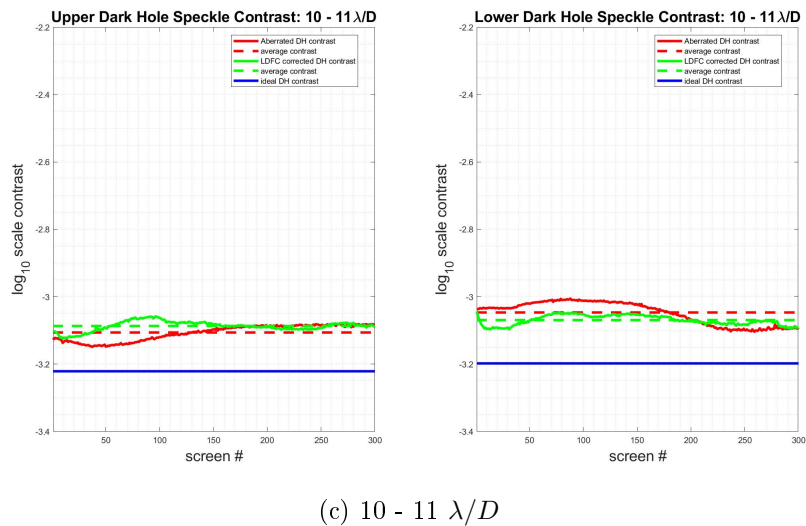 Upper Dark Hole Speckle Contrast: 10 - 11 λ/D
-2.2
-2.4
-2.6
-2.8
-3
-3.2
-3.4
log10 scale contrast
Aberrated DH contrast
average contrast
LDFC corrected DH contrast
average contrast
ideal DH contrast
50
100
150
200
250
300
screen #
Lower Dark Hole Speckle Contrast: 10 - 11 λ/D
-2.2
-2.4
-2.6
-2.8
-3
-3.2
-3.4
log10 scale contrast
Aberrated DH contrast
average contrast
LDFC corrected DH contrast
average contrast
ideal DH contrast
50
100
150
200
250
300
screen #
(c) 10 - 11 λ/D